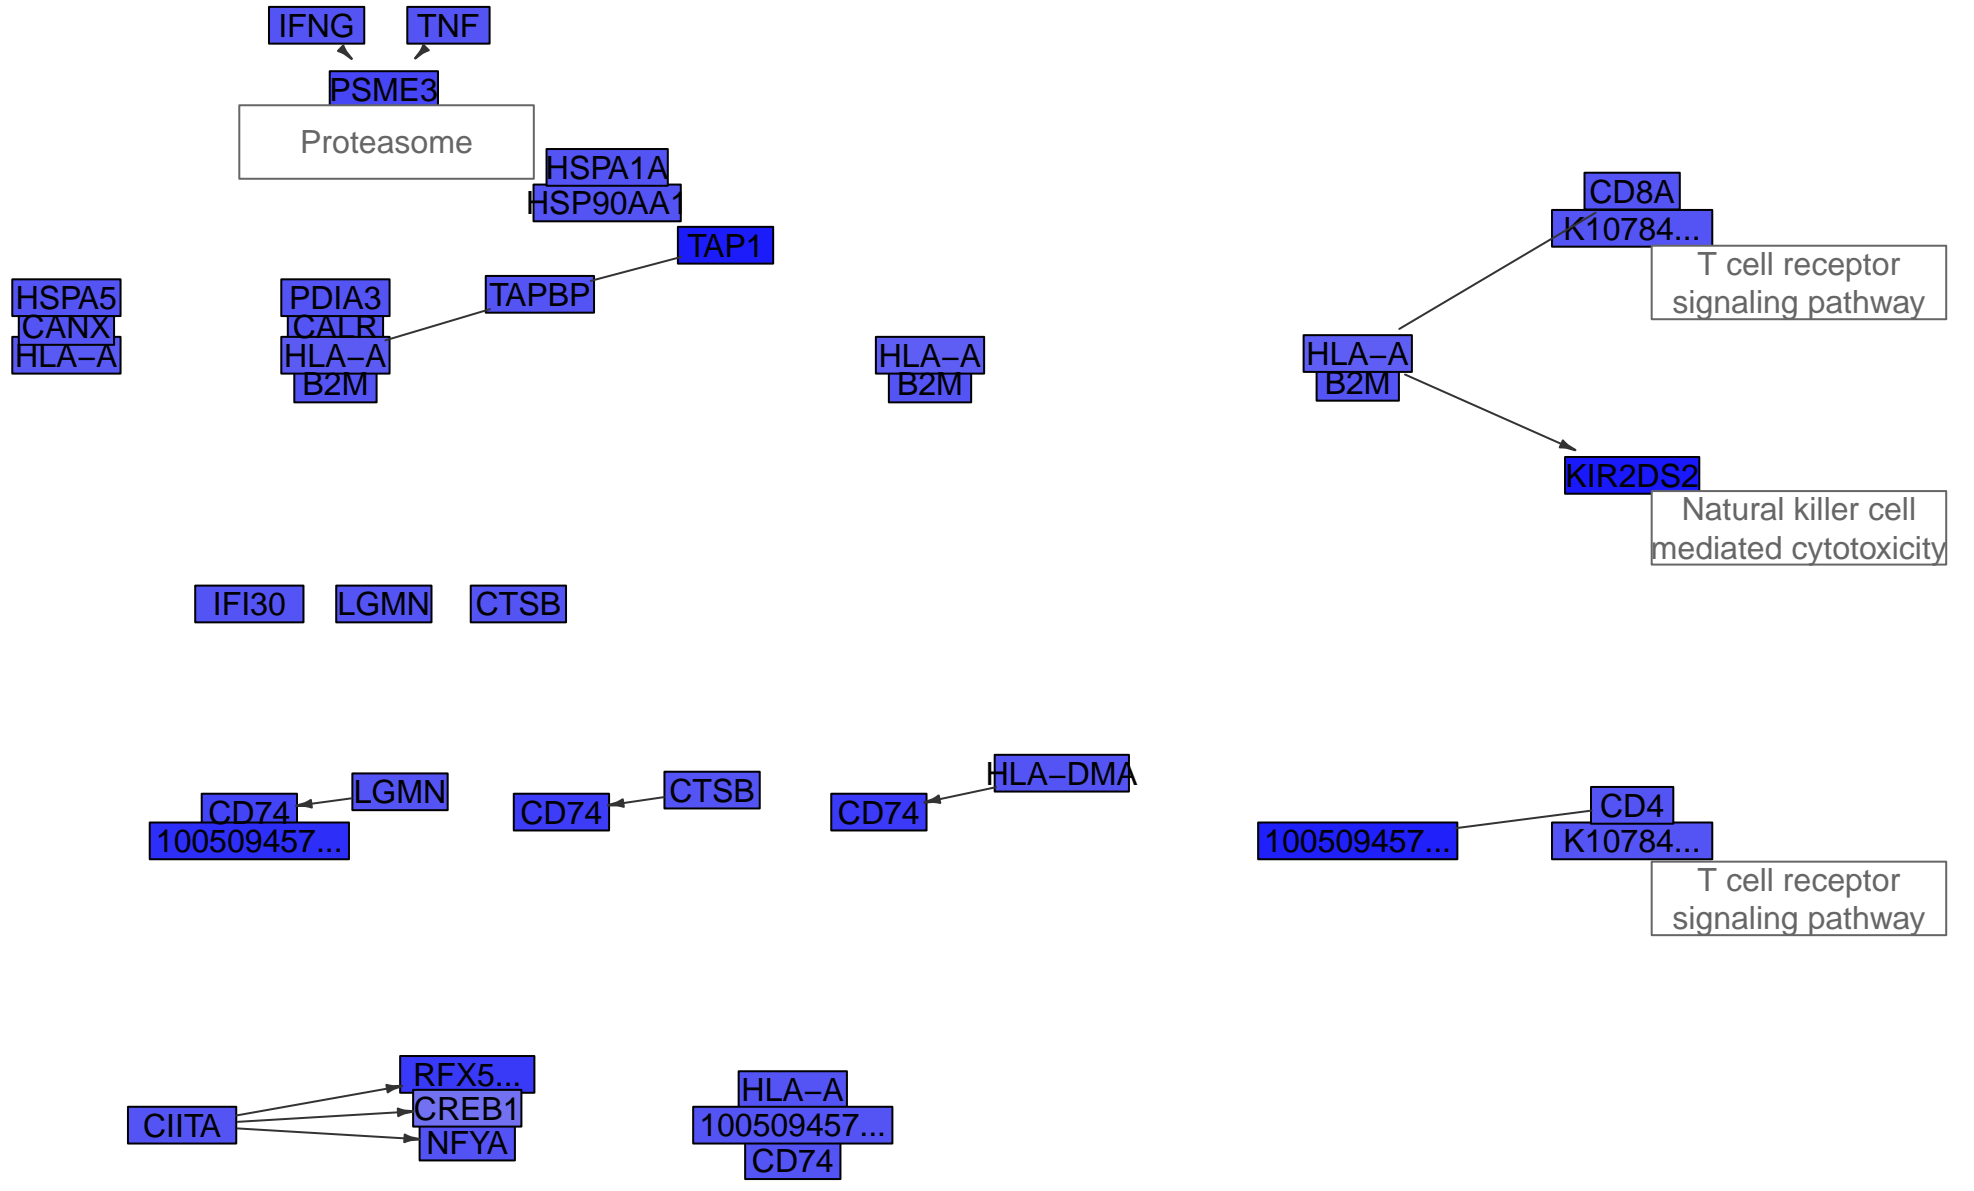 IFNG
TNF
PSME3
Proteasome
HSPA1A
HSP90AA1
TAP1
TAPBP
HSPA5
CANX
HLA−A
PDIA3
CALR
HLA−A
B2M
HLA−A
B2M
CD8A
K10784...
T cell receptor
signaling pathway
HLA−A
B2M
KIR2DS2
Natural killer cell
mediated cytotoxicity
IFI30
LGMN
CTSB
LGMN
CD74
100509457...
CTSB
CD74
HLA−DMA
CD74
100509457...
CD4
K10784...
T cell receptor
signaling pathway
CIITA
RFX5...
CREB1
NFYA
HLA−A
100509457...
CD74